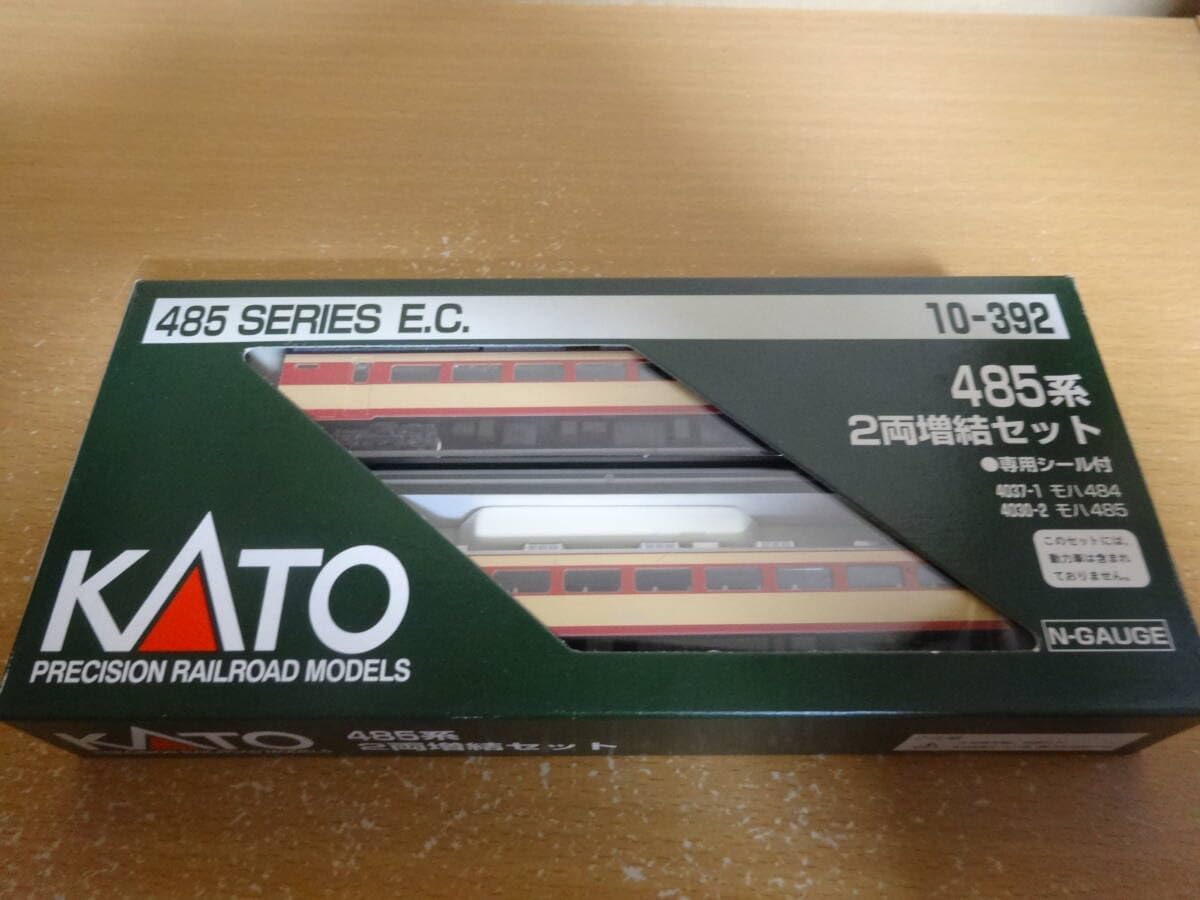 485 SERIES E.C.
10-392
485系
2両増結セット
●専用シール付
4037-1 モハ484
4030-2 モハ485
このセットには、
動力車は含まれ
ておりません。
N-GAUGE
KATO
PRECISION RAILROAD MODELS
KATO
485系
2両増結セット